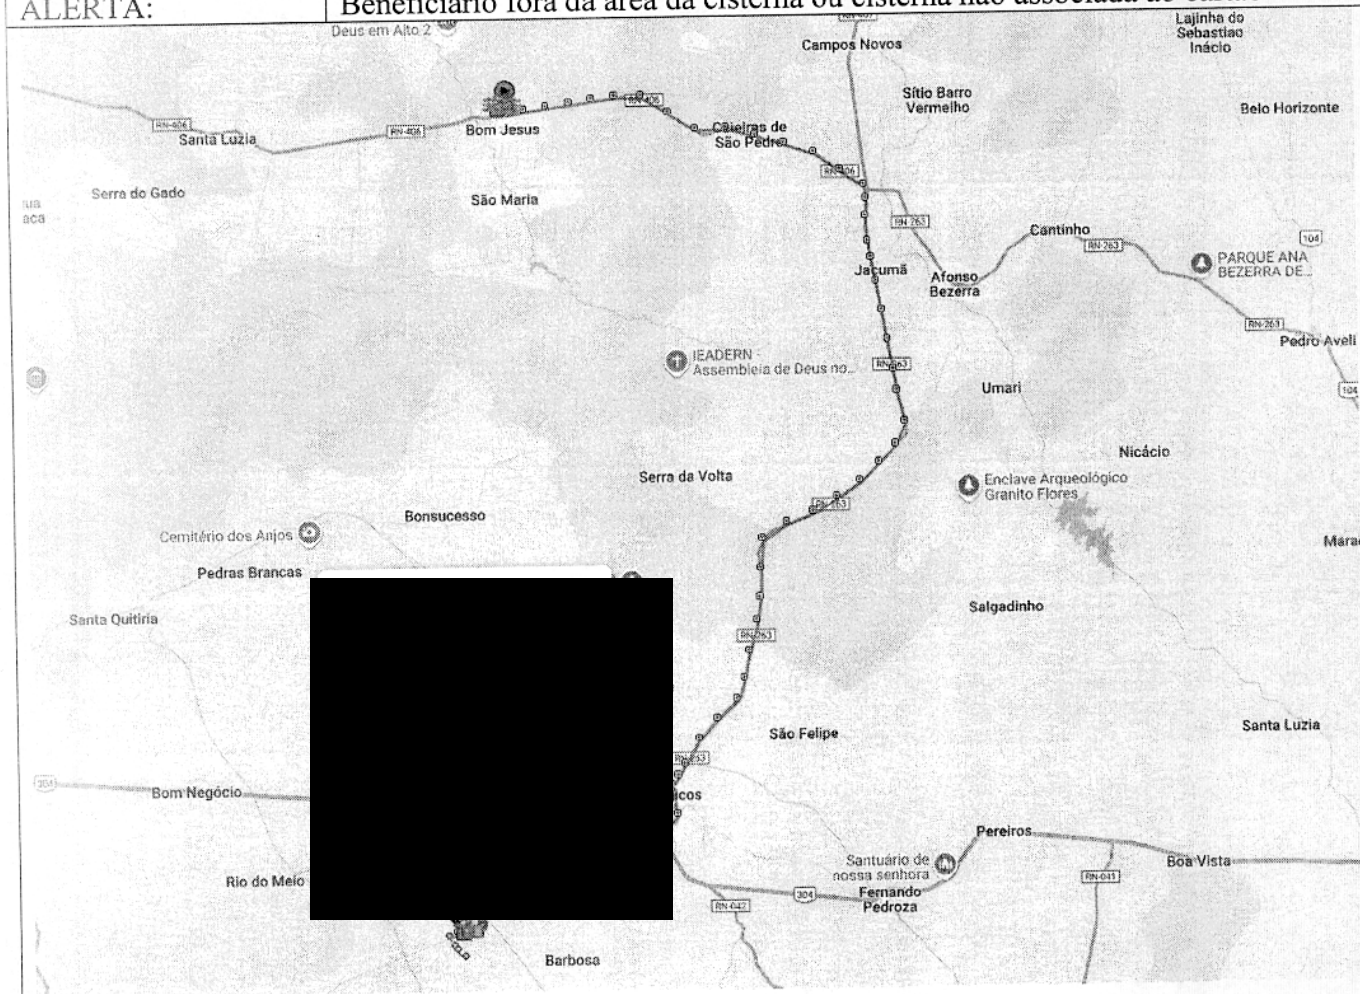 ALERTA:
Beneficiário fora da área da cisterna ou cisterna não associada ao
Deus em Alto 2
Campos Novos
Lajinha do
Sebastiao
Inácio
Sítio Barro
Vermelho
Belo Horizonte
RN-406
Santa Luzia
RN-406
Bom Jesus
RN-406
São Pedro
RN-406
Serra do Gado
São Maria
RN-263
Cantinho
RN-263
104
PARQUE ANA
BEZERRA DE...
Jacumã
Afonso
Bezerra
RN-263
Pedro Aveli
IEADERN -
Assembleia de Deus no...
RN-263
Umari
104
Nicácio
Serra da Volta
Enclave Arqueológico
Granito Flores
RN-263
Bonsucesso
Cemitério dos Anjos
Pedras Brancas
Salgadinho
Santa Quitiria
RN-263
São Felipe
Santa Luzia
RN-263
304
Bom Negócio
icos
Pereiros
Santuário de
nossa senhora
Boa Vista
Rio do Meio
304
Fernando
Pedroza
RN-041
RN-042
Barbosa